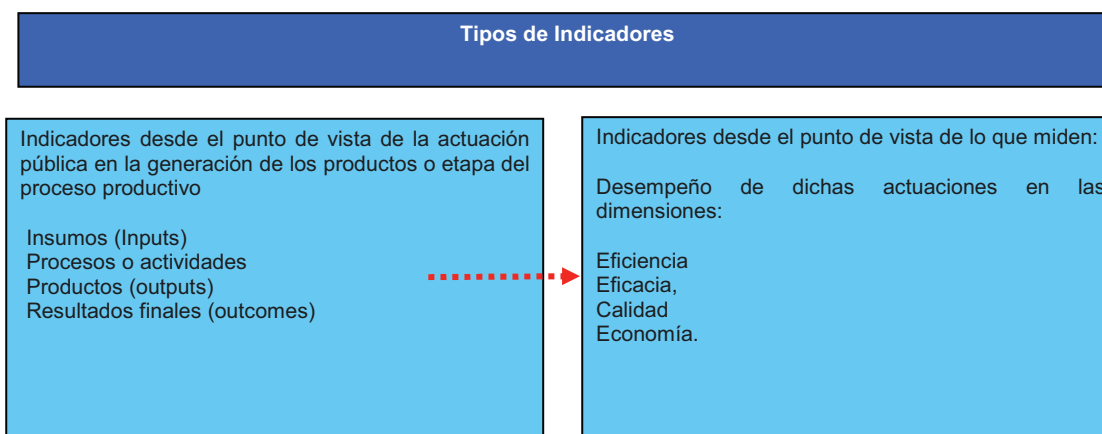 Tipos de Indicadores
Indicadores desde el punto de vista de la actuación
pública en la generación de los productos o etapa del
proceso productivo
Insumos (Inputs)
Procesos o actividades
Productos (outputs)
Resultados finales (outcomes)
Indicadores desde el punto de vista de lo que miden:
Desempeño de dichas actuaciones en las
dimensiones:
Eficiencia
Eficacia,
Calidad
Economía.